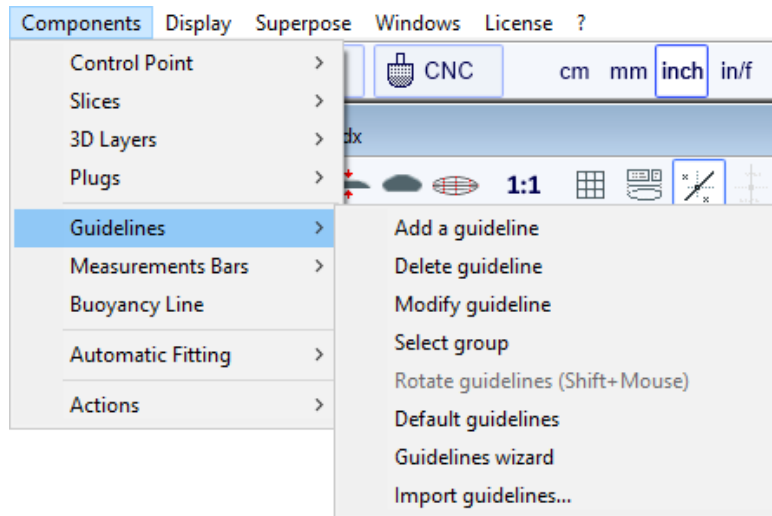 Components Display Superpose Windows License ?
Control Point
CNC cm mm inch in/f
Slices
3D Layers
dx
Plugs
1:1
Guidelines
Add a guideline
Measurements Bars
Delete guideline
Buoyancy Line
Modify guideline
Automatic Fitting
Select group
Rotate guidelines (Shift+Mouse)
Actions
Default guidelines
Guidelines wizard
Import guidelines...